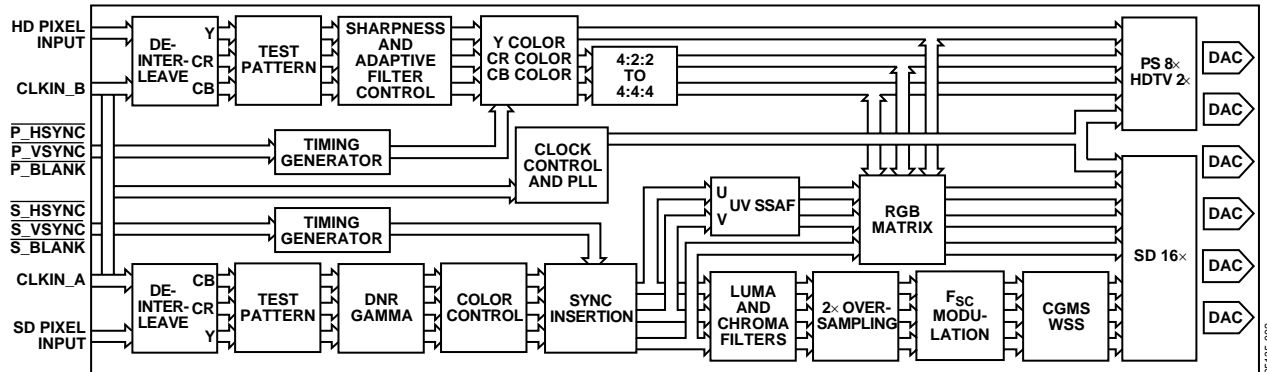 HD PIXEL
INPUT
CLKIN_B
P_HSYNC
P_VSYNC
P_BLANK
S_HSYNC
S_VSYNC
S_BLANK
CLKIN_A
SD PIXEL
INPUT
DE-
INTER-
LEAVE
Y
CR
CB
TEST
PATTERN
SHARPNESS
AND
ADAPTIVE
FILTER
CONTROL
Y COLOR
CR COLOR
CB COLOR
4:2:2
TO
4:4:4
PS 8×
HDTV 2×
TIMING
GENERATOR
CLOCK
CONTROL
AND PLL
TIMING
GENERATOR
U
V
UV SSAF
RGB
MATRIX
DE-
INTER-
LEAVE
CB
CR
Y
TEST
PATTERN
DNR
GAMMA
COLOR
CONTROL
SYNC
INSERTION
LUMA
AND
CHROMA
FILTERS
2× OVER-
SAMPLING
FSC
MODU-
LATION
CGMS
WSS
SD 16×
DAC
DAC
DAC
DAC
DAC
DAC